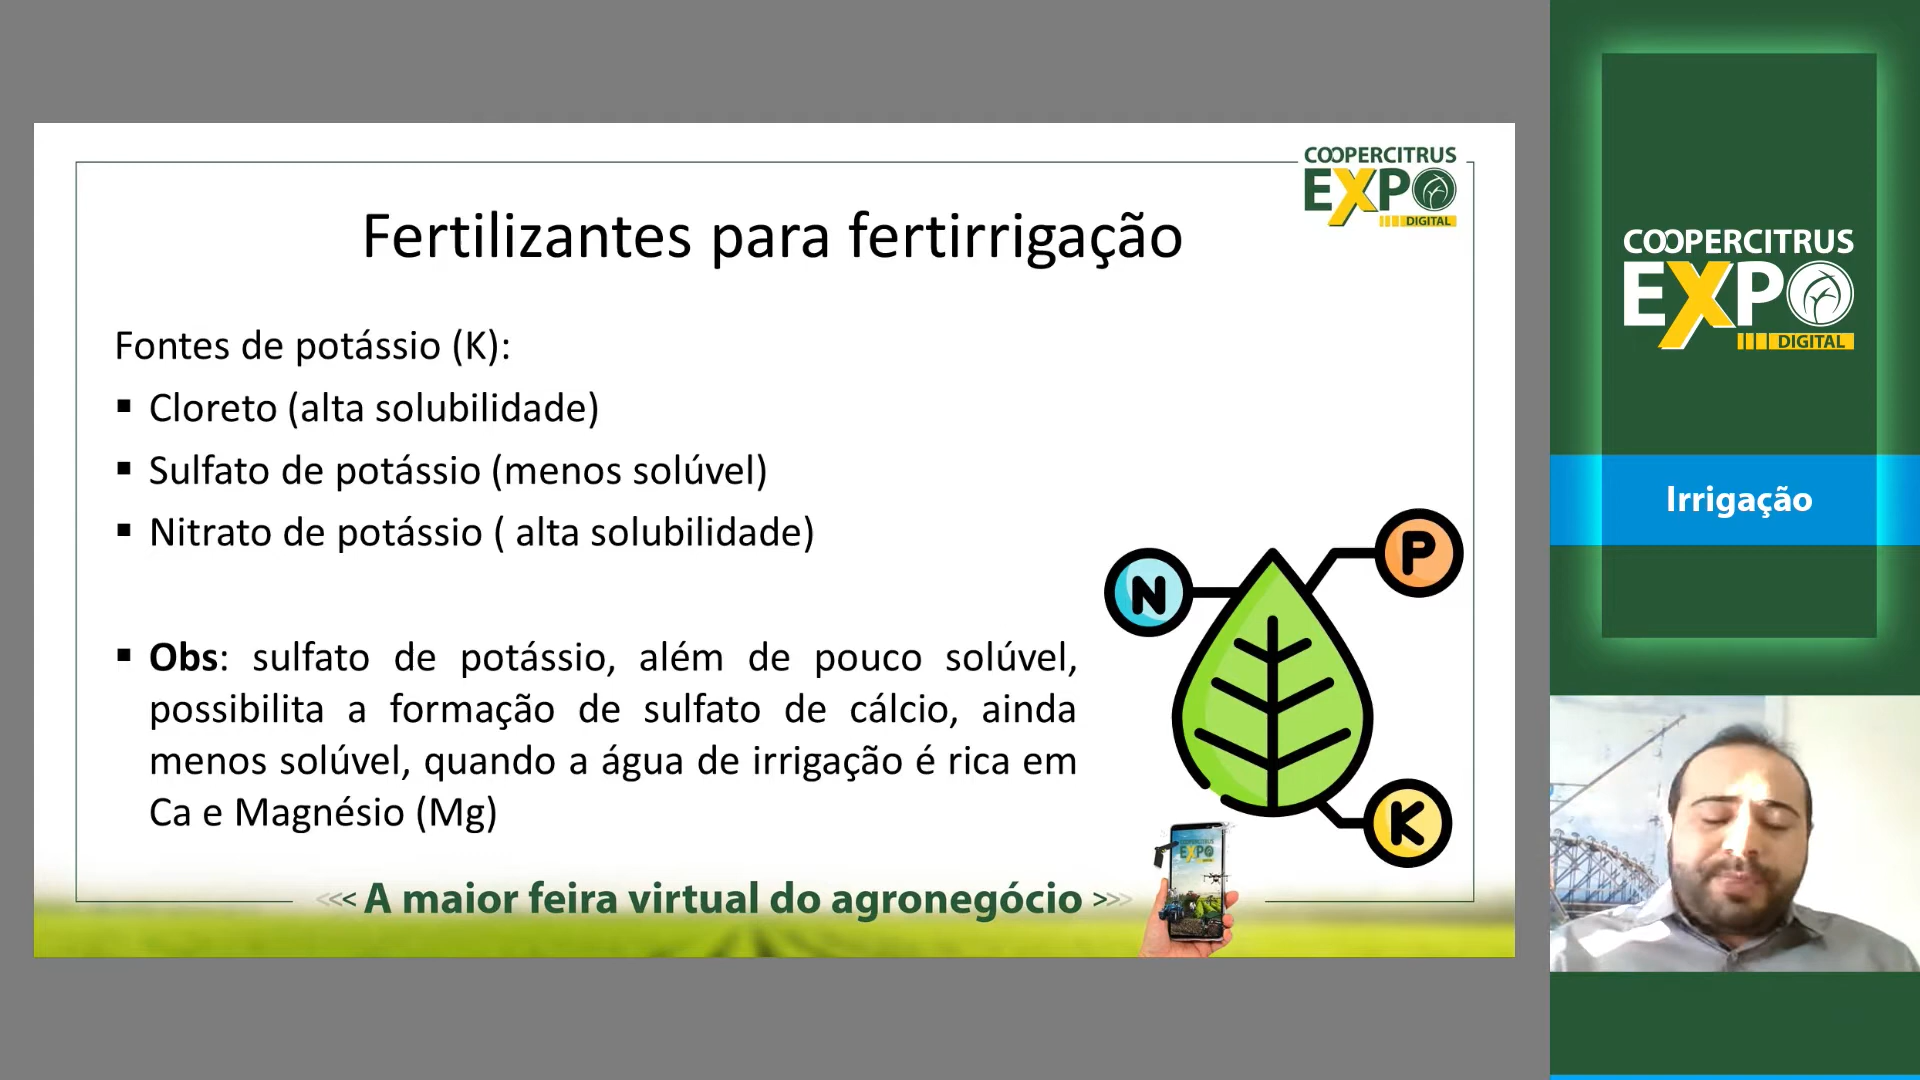 COOPERCITRUS
EXPO
DIGITAL
Fertilizantes para fertirrigação
Fontes de potássio (K):
▪ Cloreto (alta solubilidade)
▪ Sulfato de potássio (menos solúvel)
▪ Nitrato de potássio ( alta solubilidade)
▪ Obs: sulfato de potássio, além de pouco solúvel,
possibilita a formação de sulfato de cálcio, ainda
menos solúvel, quando a água de irrigação é rica em
Ca e Magnésio (Mg)
N
P
K
EXPO
<<< A maior feira virtual do agronegócio >>>
COOPERCITRUS
EXPO
DIGITAL
Irrigação